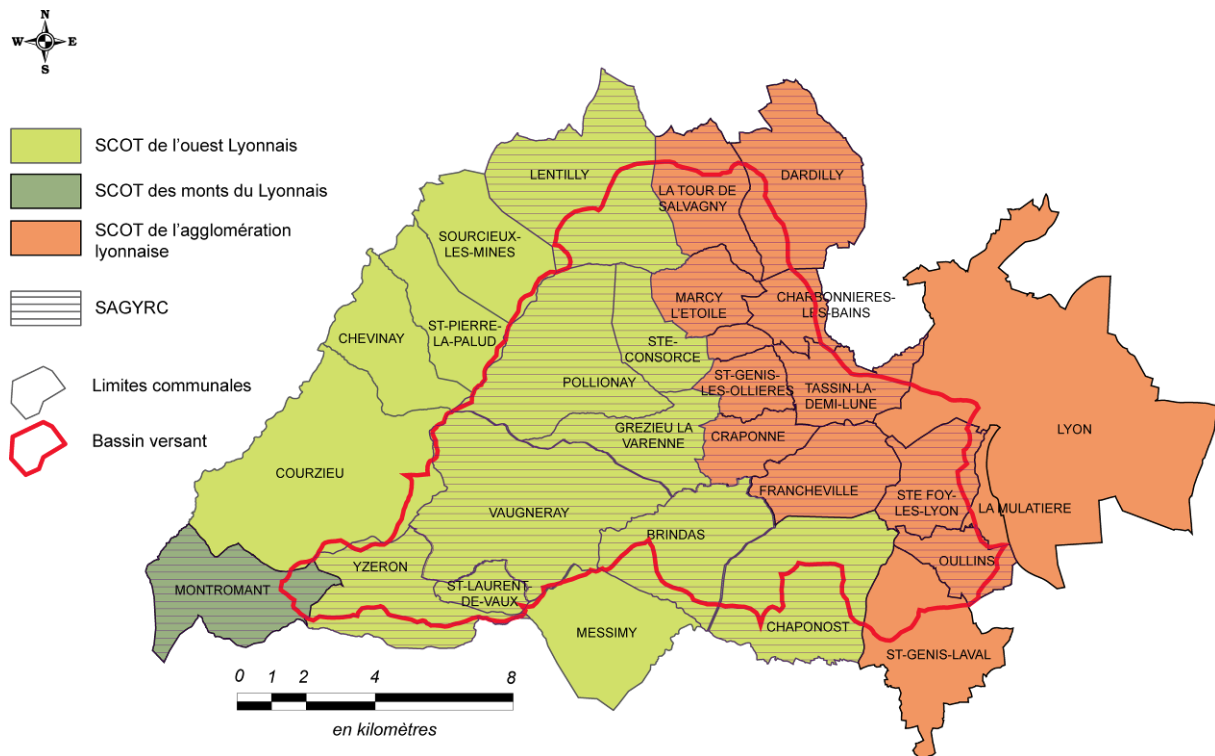 N
W E
S
SCOT de l'ouest Lyonnais
SCOT des monts du Lyonnais
SCOT de l'agglomération
lyonnaise
SAGYRC
Limites communales
Bassin versant
LENTILLY
DARDILLY
LA TOUR DE
SALVAGNY
SOURCIEUX-
LES-MINES
MARCY
L'ETOILE
CHARBONNIERES-
LES-BAINS
CHEVINAY
ST-PIERRE-
LA-PALUD
STE-
CONSORCE
POLLIONAY
ST-GENIS-
LES-OLLIERES
TASSIN-LA-
DEMI-LUNE
GREZIEU LA
VARENNE
CRAPONNE
LYON
COURZIEU
FRANCHEVILLE
STE FOY-
LES-LYON
LA MULATIERE
VAUGNERAY
BRINDAS
OULLINS
YZERON
MONTROMANT
ST-LAURENT-
DE-VAUX
MESSIMY
CHAPONOST
ST-GENIS-LAVAL
0 1 2 4 8
en kilomètres